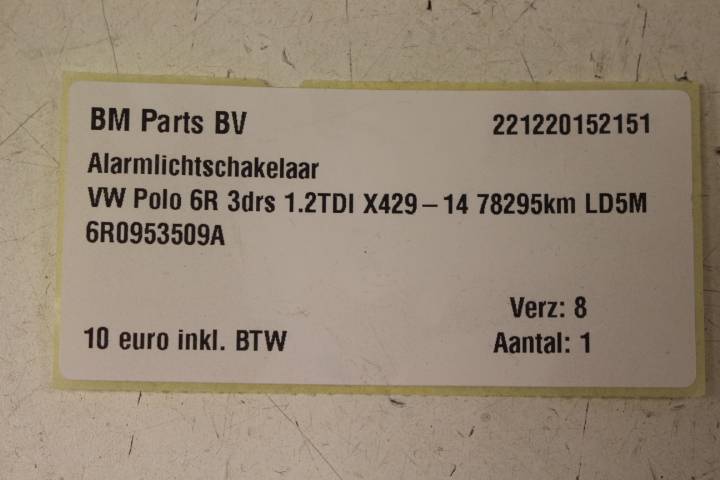 BM Parts BV 221220152151
Alarmlichtschakelaar
VW Polo 6R 3drs 1.2TDI X429-14 78295km LD5M
6R0953509A
Verz: 8
10 euro inkl. BTW Aantal: 1